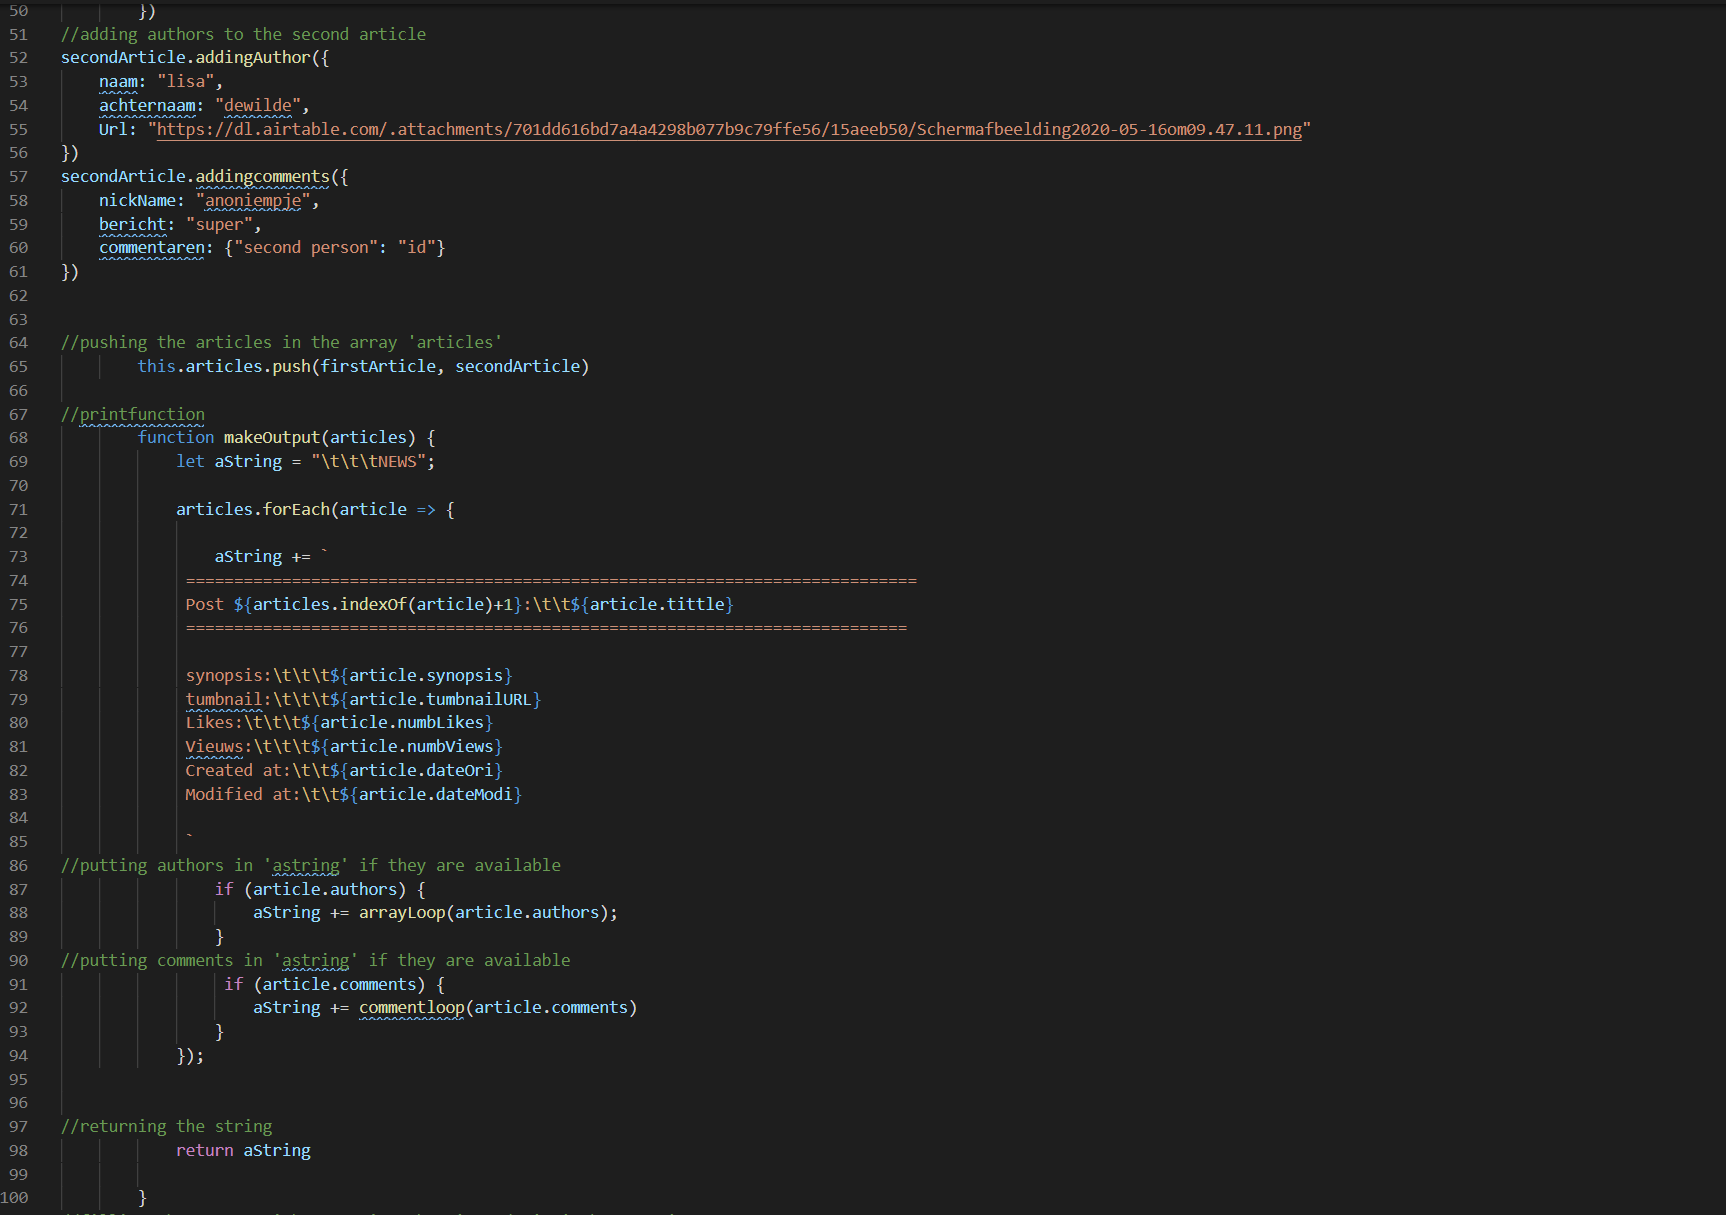 50 })
51 //adding authors to the second article
52 secondArticle.addingAuthor({
53 naam: "lisa",
54 achternaam: "dewilde",
55 Url: "https://dl.airtable.com/.attachments/701dd616bd7a4a4298b077b9c79ffe56/15aeeb50/Schermafbeelding2020-05-16om09.47.11.png"
56 })
57 secondArticle.addingcomments({
58 nickName: "anoniempje",
59 bericht: "super",
60 commentaren: {"second person": "id"}
61 })
62
63
64 //pushing the articles in the array 'articles'
65 this.articles.push(firstArticle, secondArticle)
66
67 //printfunction
68 function makeOutput(articles) {
69 let aString = "\t\t\tNEWS";
70
71 articles.forEach(article => {
72
73 aString += `
74 ============================================================================
75 Post ${articles.indexOf(article)+1}:\t\t${article.tittle}
76 ===========================================================================
77
78 synopsis:\t\t\t${article.synopsis}
79 tumbnail:\t\t\t${article.tumbnailURL}
80 Likes:\t\t\t${article.numbLikes}
81 Vieuws:\t\t\t${article.numbViews}
82 Created at:\t\t${article.dateOri}
83 Modified at:\t\t${article.dateModi}
84
85 `
86 //putting authors in 'astring' if they are available
87 if (article.authors) {
88 aString += arrayLoop(article.authors);
89 }
90 //putting comments in 'astring' if they are available
91 if (article.comments) {
92 aString += commentloop(article.comments)
93 }
94 });
95
96
97 //returning the string
98 return aString
99
100 }